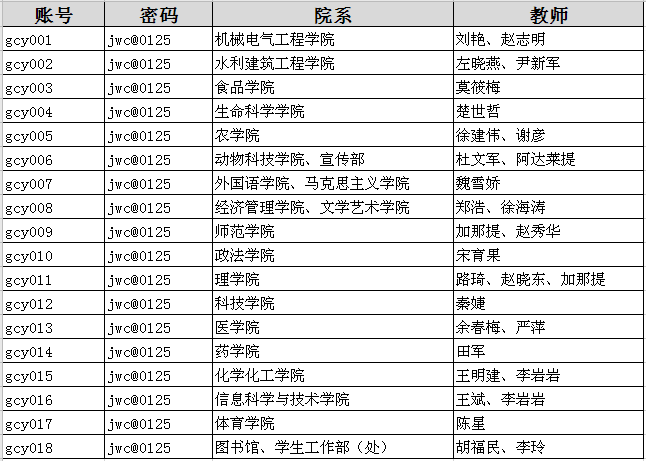 账号 密码 院系 教师
gcy001 jwc@0125 机械电气工程学院 刘艳、赵志明
gcy002 jwc@0125 水利建筑工程学院 左晓燕、尹新军
gcy003 jwc@0125 食品学院 莫筱梅
gcy004 jwc@0125 生命科学学院 楚世哲
gcy005 jwc@0125 农学院 徐建伟、谢彦
gcy006 jwc@0125 动物科技学院、宣传部 杜文军、阿达莱提
gcy007 jwc@0125 外国语学院、马克思主义学院 魏雪娇
gcy008 jwc@0125 经济管理学院、文学艺术学院 郑浩、徐海涛
gcy009 jwc@0125 师范学院 加那提、赵秀华
gcy010 jwc@0125 政法学院 宋育果
gcy011 jwc@0125 理学院 路琦、赵晓东、加那提
gcy012 jwc@0125 科技学院 秦婕
gcy013 jwc@0125 医学院 余春梅、严萍
gcy014 jwc@0125 药学院 田军
gcy015 jwc@0125 化学化工学院 王明建、李岩岩
gcy016 jwc@0125 信息科学与技术学院 王斌、李岩岩
gcy017 jwc@0125 体育学院 陈星
gcy018 jwc@0125 图书馆、学生工作部（处） 胡福民、李玲